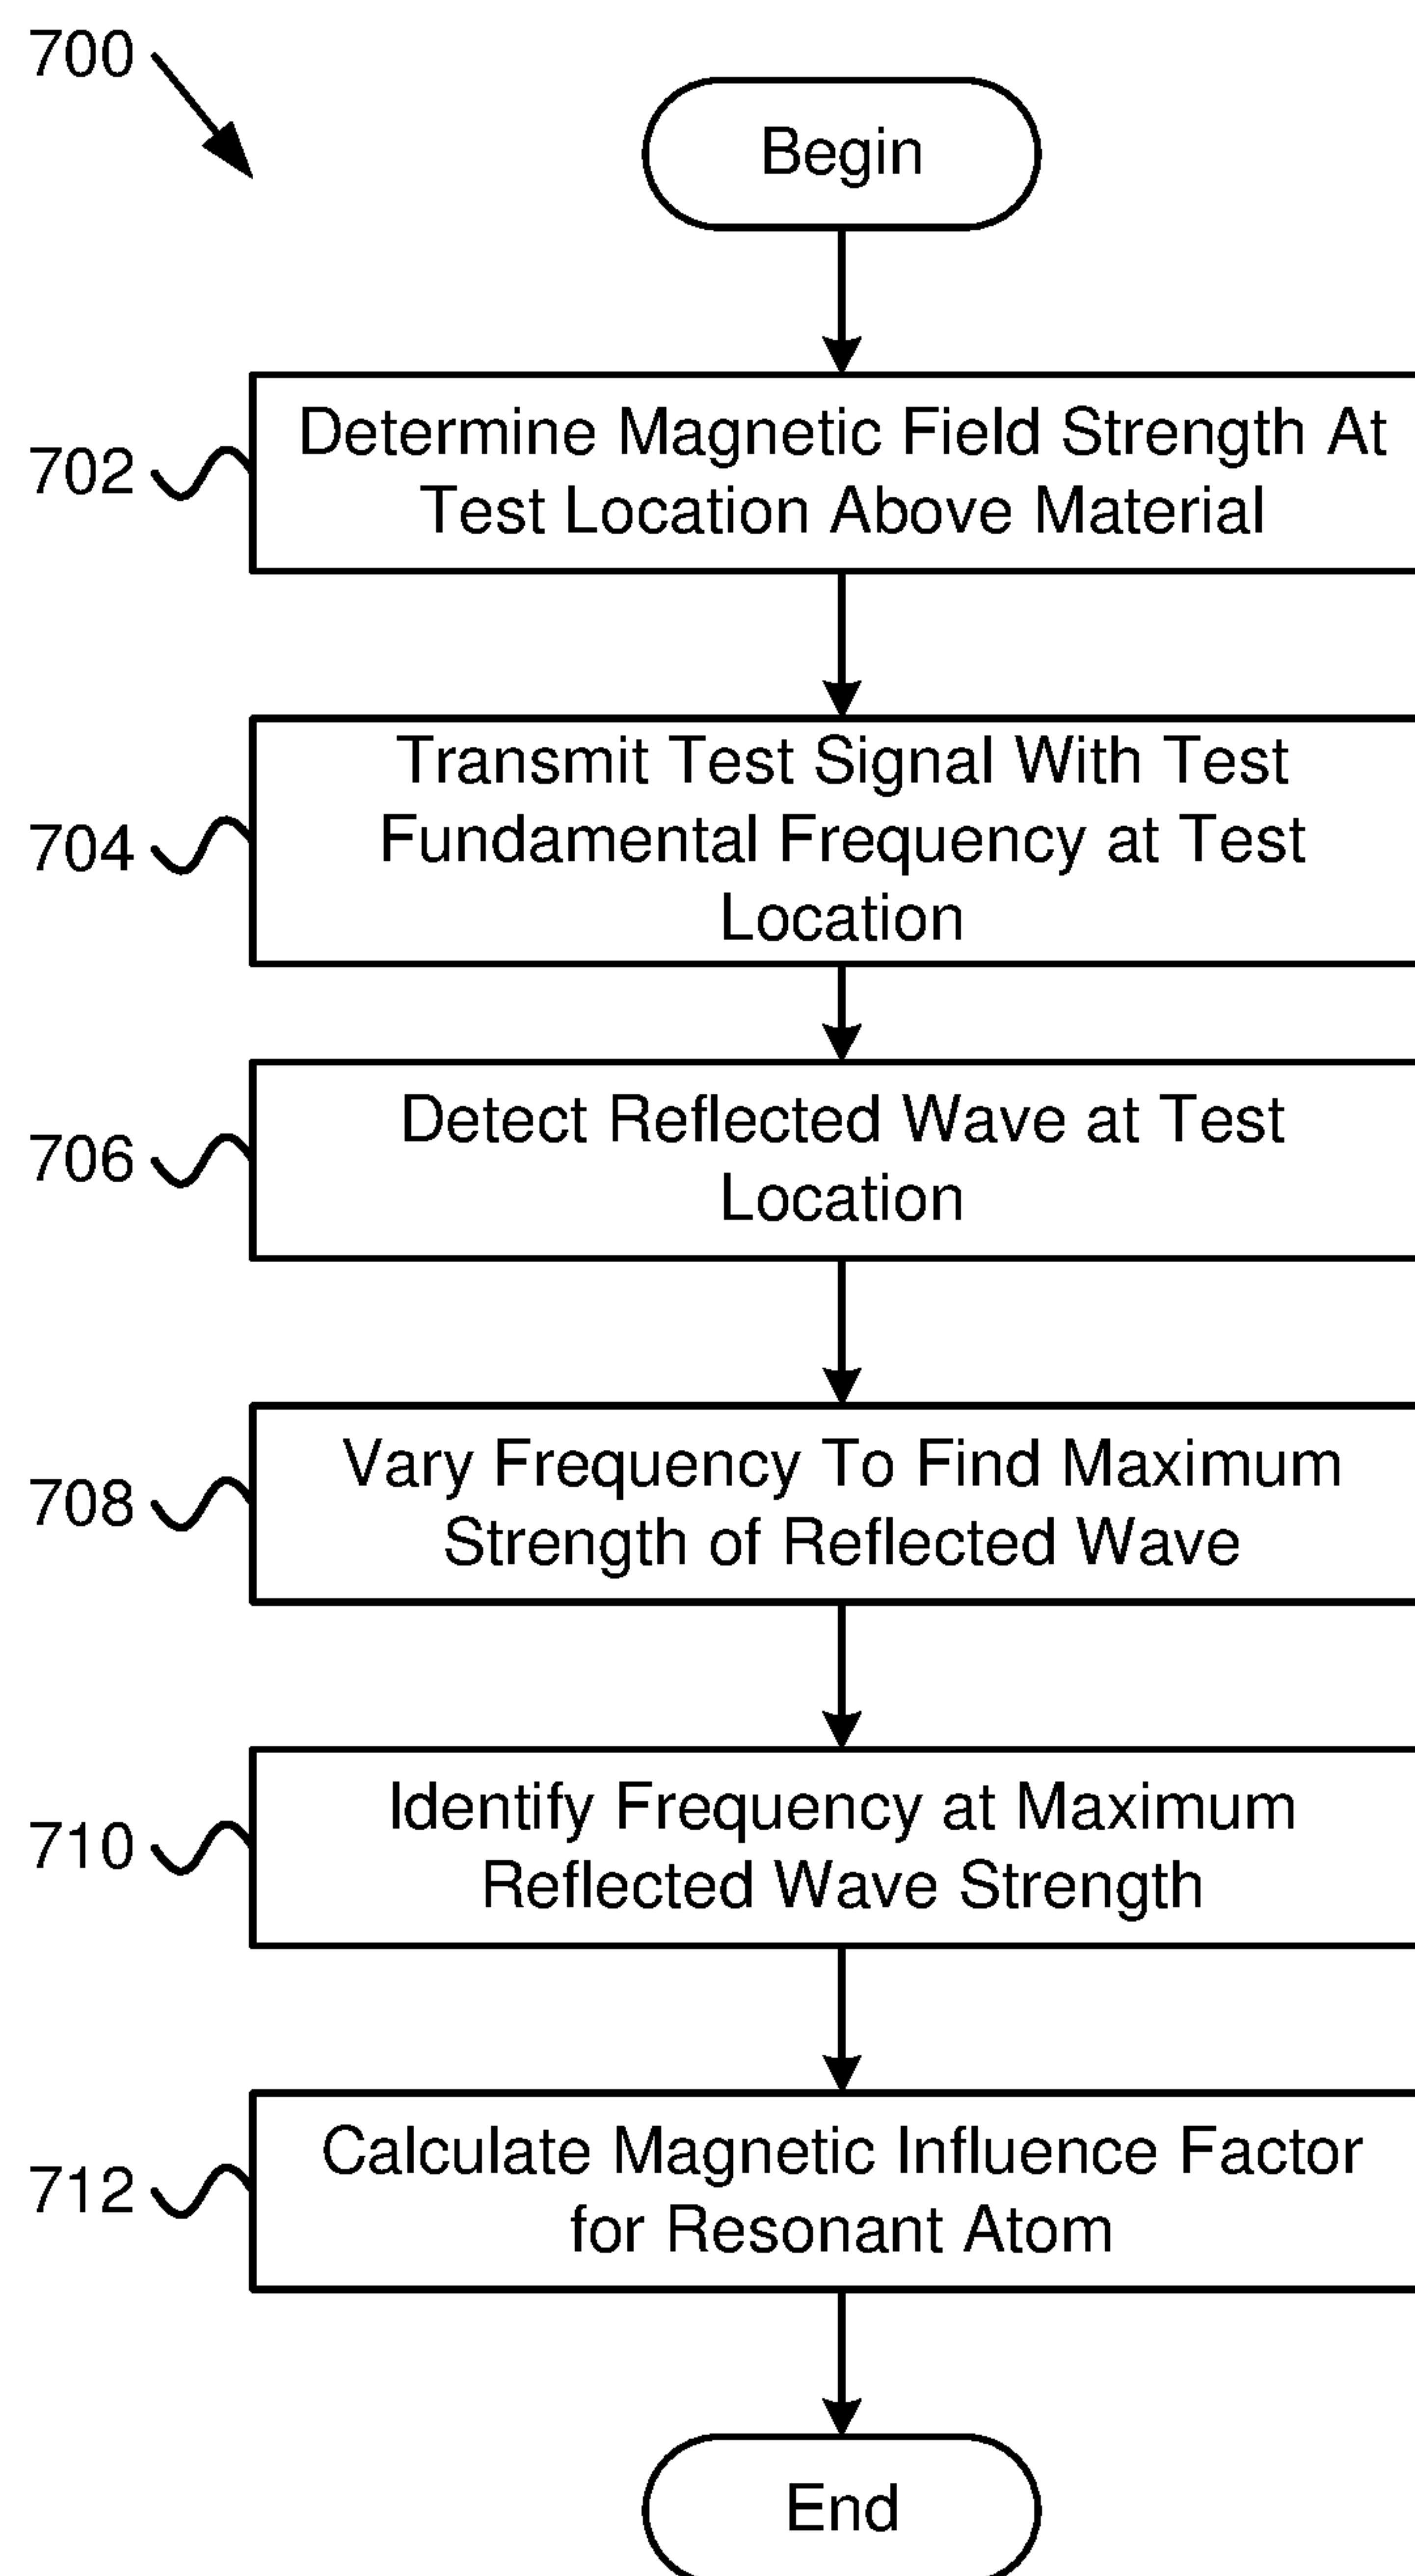 700
Begin
702
Determine Magnetic Field Strength At
Test Location Above Material
704
Transmit Test Signal With Test
Fundamental Frequency at Test
Location
706
Detect Reflected Wave at Test
Location
708
Vary Frequency To Find Maximum
Strength of Reflected Wave
710
Identify Frequency at Maximum
Reflected Wave Strength
712
Calculate Magnetic Influence Factor
for Resonant Atom
End